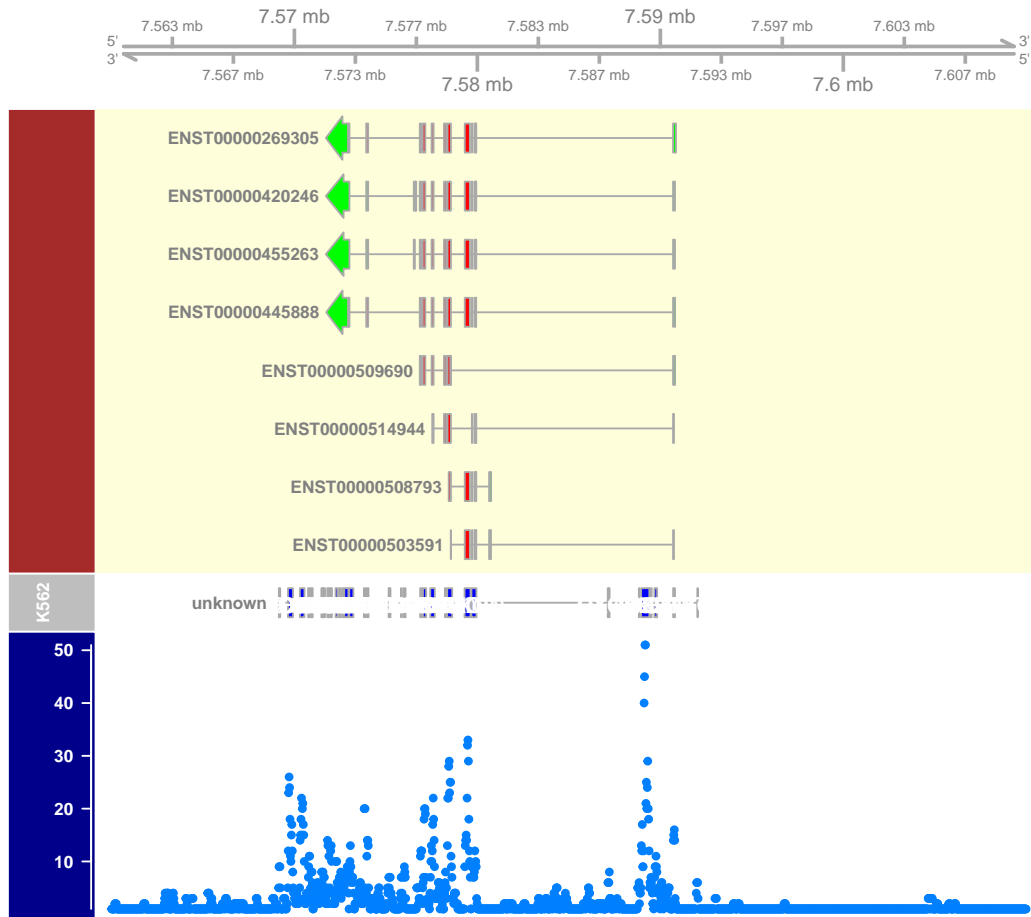 7.563 mb 7.57 mb 7.577 mb 7.583 mb 7.59 mb 7.597 mb 7.603 mb
5' 3'
3' 5'
7.567 mb 7.573 mb 7.58 mb 7.587 mb 7.593 mb 7.6 mb 7.607 mb
ENST00000269305
ENST00000420246
ENST00000455263
ENST00000445888
ENST00000509690
ENST00000514944
ENST00000508793
ENST00000503591
K562
unknown
50
40
30
20
10